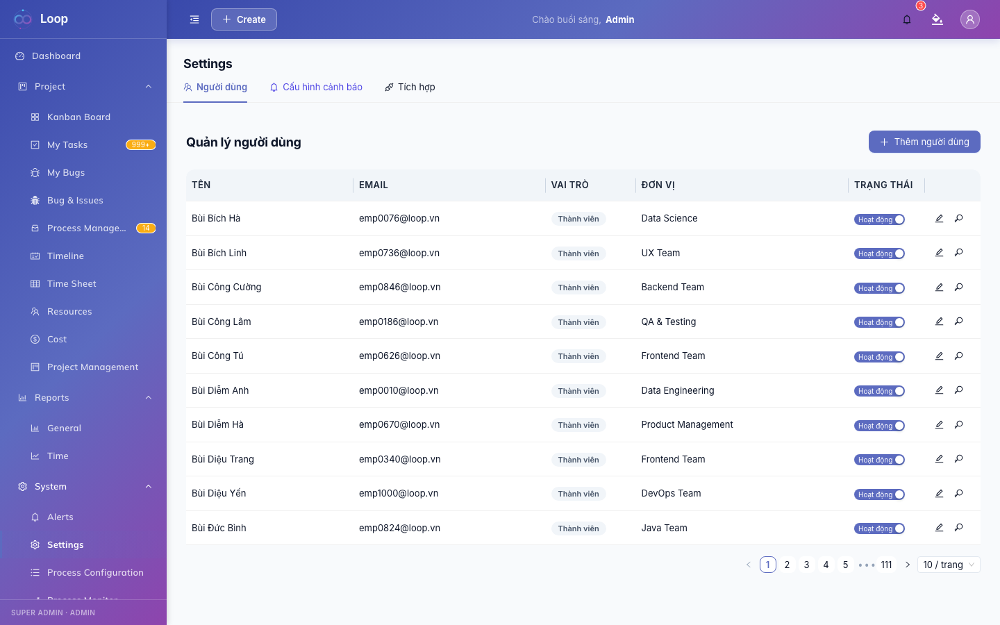 Loop
Create
Chào buổi sáng, Admin
3
Dashboard
Project
Kanban Board
My Tasks 999+
My Bugs
Bug & Issues
Process Manage... 14
Timeline
Time Sheet
Resources
Cost
Project Management
Reports
General
Time
System
Alerts
Settings
Process Configuration
Process Monitor
SUPER ADMIN · ADMIN
Settings
Người dùng Cấu hình cảnh báo Tích hợp
Quản lý người dùng
Thêm người dùng
TÊN EMAIL VAI TRÒ ĐƠN VỊ TRẠNG THÁI
Bùi Bích Hà emp0076@loop.vn Thành viên Data Science Hoạt động
Bùi Bích Linh emp0736@loop.vn Thành viên UX Team Hoạt động
Bùi Công Cường emp0846@loop.vn Thành viên Backend Team Hoạt động
Bùi Công Lâm emp0186@loop.vn Thành viên QA & Testing Hoạt động
Bùi Công Tú emp0626@loop.vn Thành viên Frontend Team Hoạt động
Bùi Diễm Anh emp0010@loop.vn Thành viên Data Engineering Hoạt động
Bùi Diễm Hà emp0670@loop.vn Thành viên Product Management Hoạt động
Bùi Diệu Trang emp0340@loop.vn Thành viên Frontend Team Hoạt động
Bùi Diệu Yến emp1000@loop.vn Thành viên DevOps Team Hoạt động
Bùi Đức Bình emp0824@loop.vn Thành viên Java Team Hoạt động
1 2 3 4 5 ••• 111 10 / trang